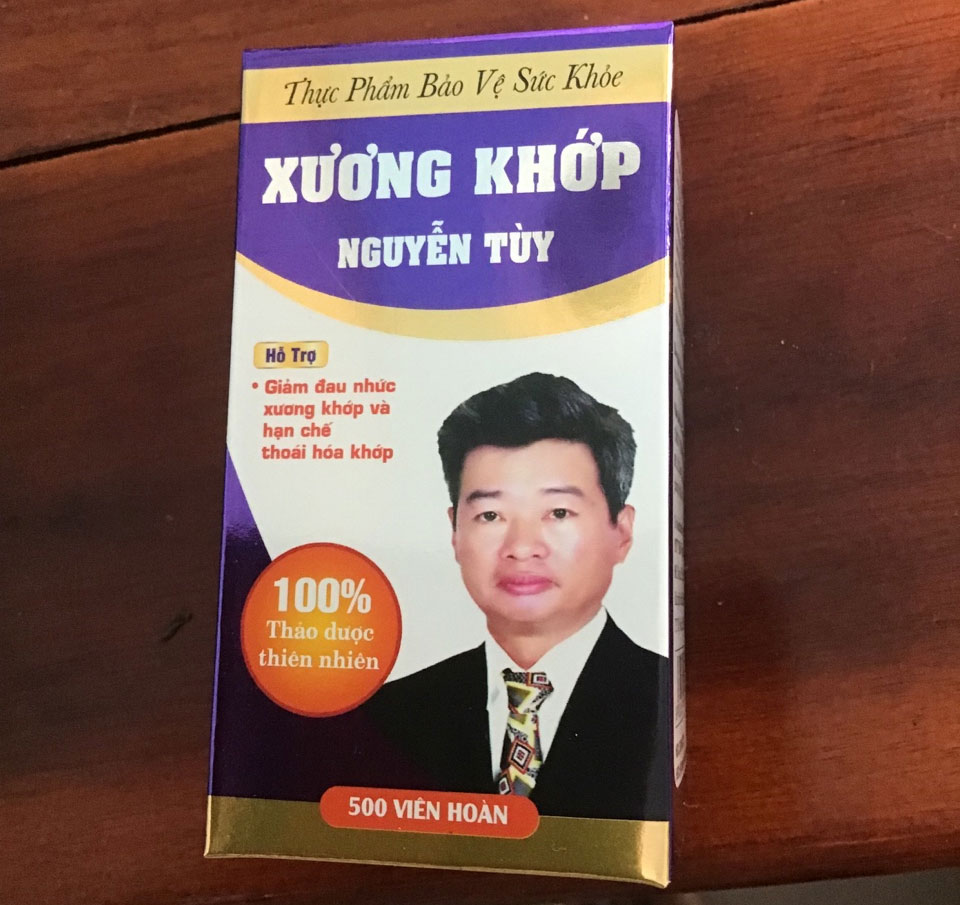 Thực Phẩm Bảo Vệ Sức Khỏe
XƯƠNG KHỚP
NGUYỄN TÙY
Hỗ Trợ
• Giảm đau nhức
xương khớp và
hạn chế
thoái hóa khớp
100%
Thảo dược
thiên nhiên
500 VIÊN HOÀN